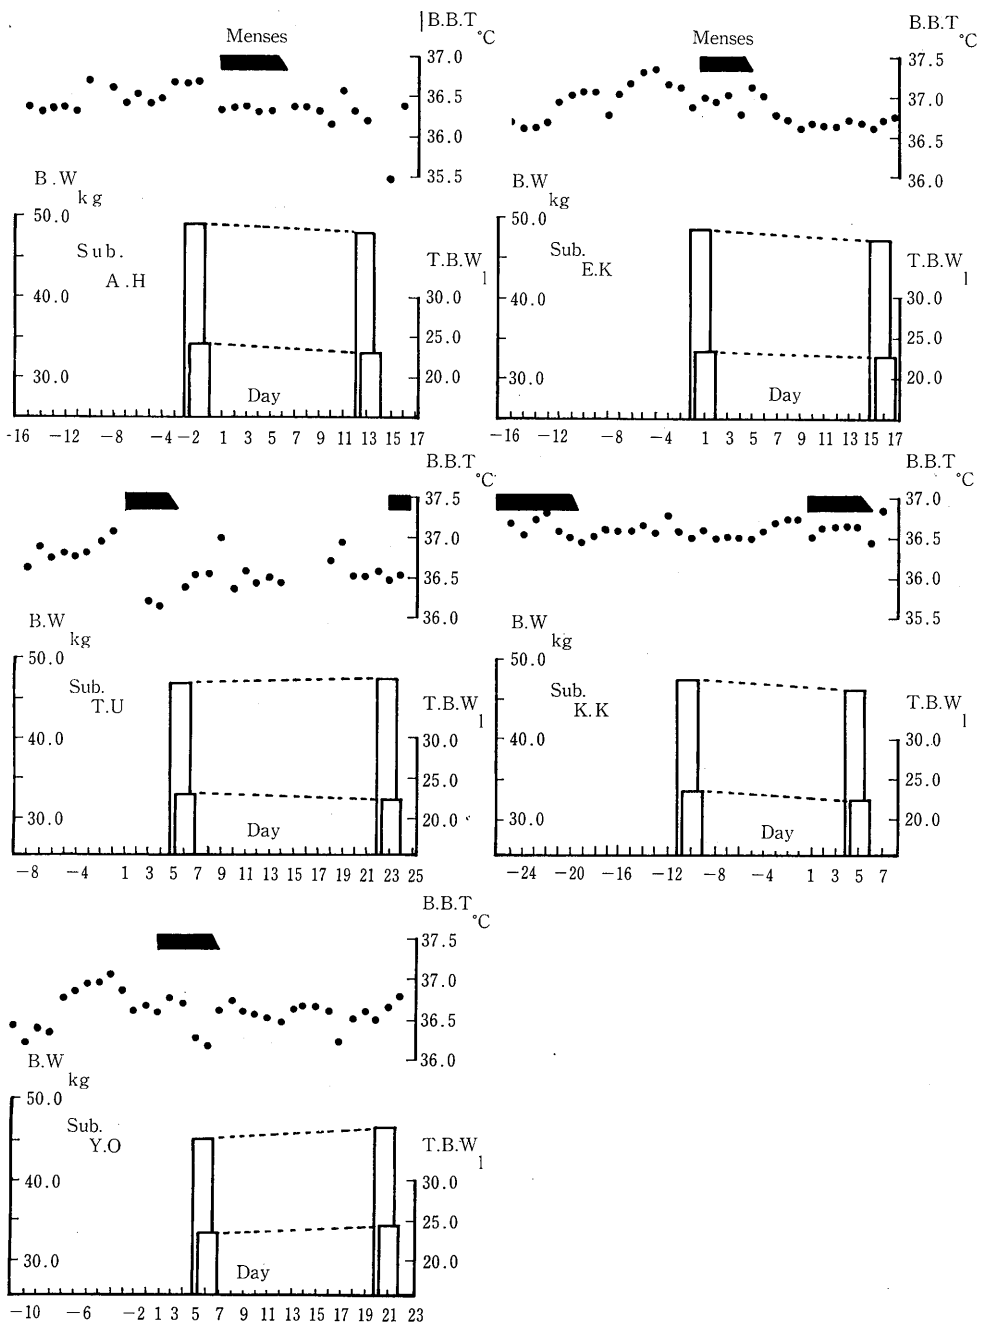 B.B.T
°C
Menses
37.0
36.5
36.0
35.5
B.W
kg
50.0
40.0
30.0
Sub.
A.H
T.B.W
l
30.0
25.0
20.0
Day
-16 -12 -8 -4 -2 1 3 5 7 9 11 13 15 17
B.B.T
°C
Menses
37.5
37.0
36.5
36.0
B.W
kg
50.0
40.0
30.0
Sub.
E.K
T.B.W
l
30.0
25.0
20.0
Day
-16 -12 -8 -4 1 3 5 7 9 11 13 15 17
B.B.T
°C
37.5
37.0
36.5
36.0
B.W
kg
50.0
40.0
30.0
Sub.
T.U
T.B.W
l
30.0
25.0
20.0
Day
-8 -4 1 3 5 7 9 11 13 15 17 19 21 23 25
B.B.T
°C
37.0
36.5
36.0
35.5
B.W
kg
50.0
40.0
30.0
Sub.
K.K
T.B.W
l
30.0
25.0
20.0
Day
-24 -20 -16 -12 -8 -4 1 3 5 7
B.B.T
°C
37.5
37.0
36.5
36.0
B.W
kg
50.0
40.0
30.0
Sub.
Y.O
T.B.W
l
30.0
25.0
20.0
Day
-10 -6 -2 1 3 5 7 9 11 13 15 17 19 21 23